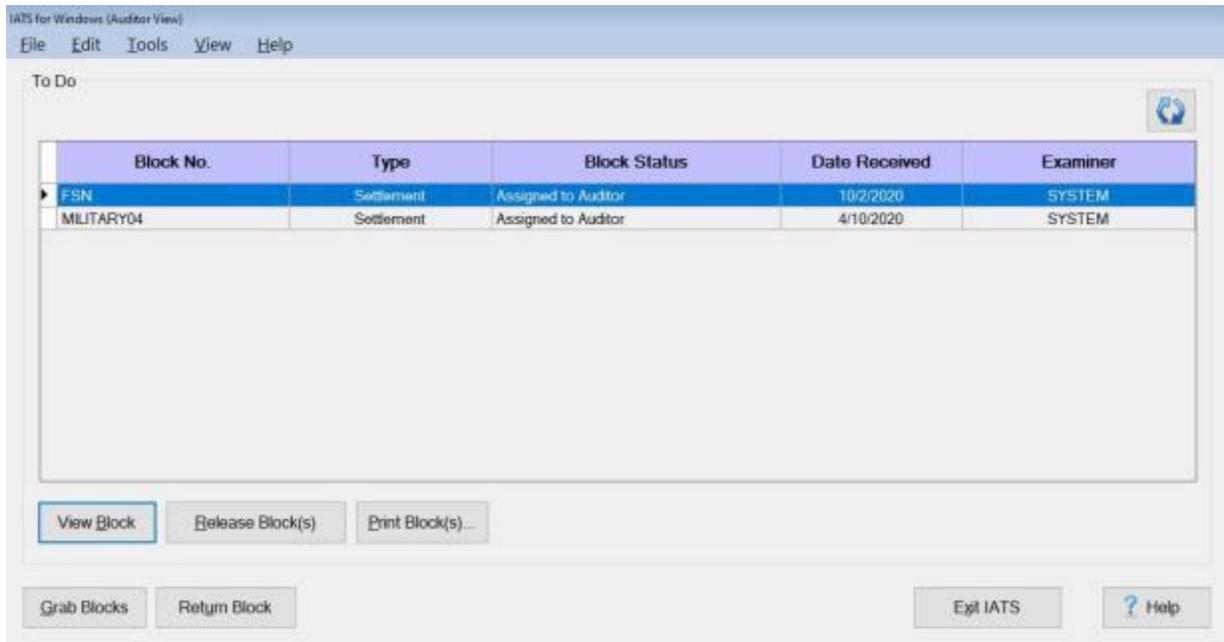 IATS for Windows (Auditor View)
File Edit Tools View Help
To Do
Block No. Type Block Status Date Received Examiner
FSN Settlement Assigned to Auditor 10/2/2020 SYSTEM
MILITARY04 Settlement Assigned to Auditor 4/10/2020 SYSTEM
View Block Release Block(s) Print Block(s)...
Grab Blocks Return Block Exit IATS ? Help